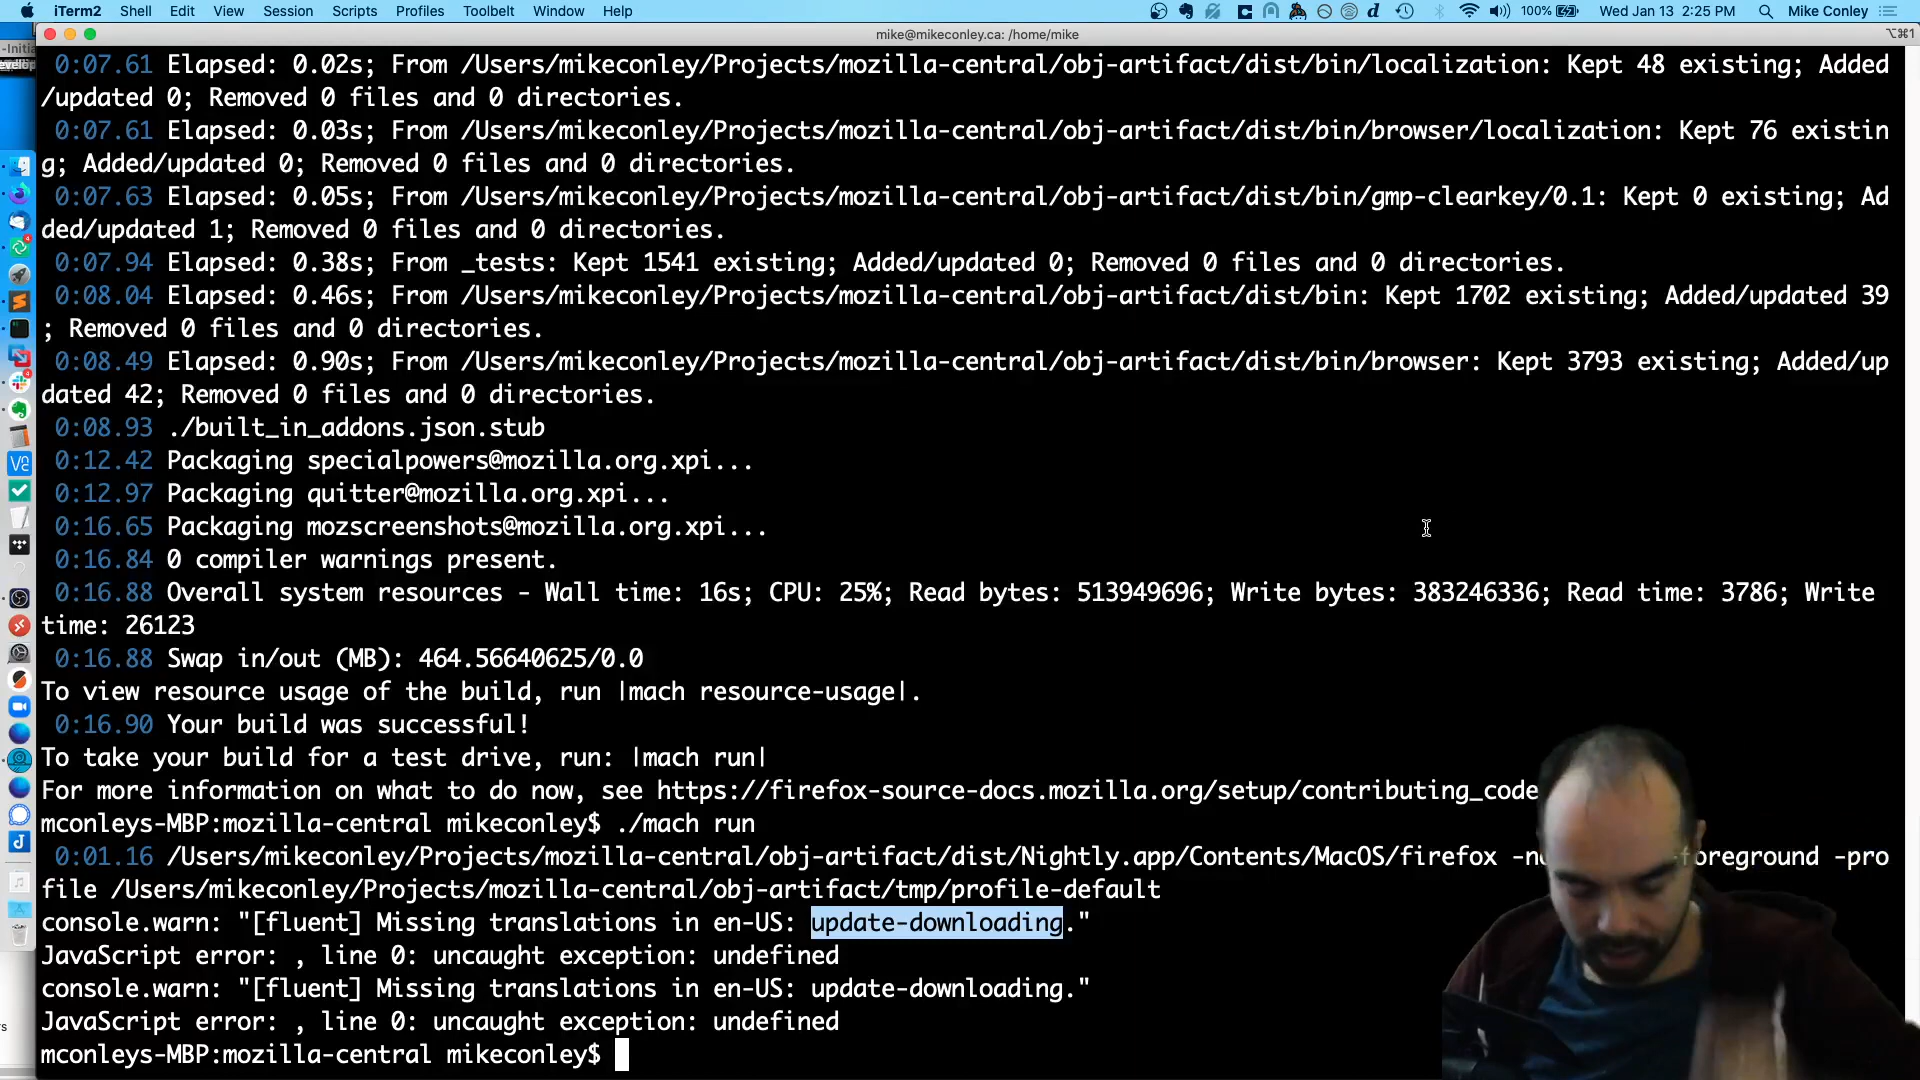 iTerm2 Shell Edit View Session Scripts Profiles Toolbelt Window Help 100% Wed Jan 13 2:25 PM Mike Conley
mike@mikeconley.ca: /home/mike ⌥⌘1
0:07.61 Elapsed: 0.02s; From /Users/mikeconley/Projects/mozilla-central/obj-artifact/dist/bin/localization: Kept 48 existing; Added
/updated 0; Removed 0 files and 0 directories.
0:07.61 Elapsed: 0.03s; From /Users/mikeconley/Projects/mozilla-central/obj-artifact/dist/bin/browser/localization: Kept 76 existin
g; Added/updated 0; Removed 0 files and 0 directories.
0:07.63 Elapsed: 0.05s; From /Users/mikeconley/Projects/mozilla-central/obj-artifact/dist/bin/gmp-clearkey/0.1: Kept 0 existing; Ad
ded/updated 1; Removed 0 files and 0 directories.
0:07.94 Elapsed: 0.38s; From _tests: Kept 1541 existing; Added/updated 0; Removed 0 files and 0 directories.
0:08.04 Elapsed: 0.46s; From /Users/mikeconley/Projects/mozilla-central/obj-artifact/dist/bin: Kept 1702 existing; Added/updated 39
; Removed 0 files and 0 directories.
0:08.49 Elapsed: 0.90s; From /Users/mikeconley/Projects/mozilla-central/obj-artifact/dist/bin/browser: Kept 3793 existing; Added/up
dated 42; Removed 0 files and 0 directories.
0:08.93 ./built_in_addons.json.stub
0:12.42 Packaging specialpowers@mozilla.org.xpi...
0:12.97 Packaging quitter@mozilla.org.xpi...
0:16.65 Packaging mozscreenshots@mozilla.org.xpi...
0:16.84 0 compiler warnings present.
0:16.88 Overall system resources - Wall time: 16s; CPU: 25%; Read bytes: 513949696; Write bytes: 383246336; Read time: 3786; Write
time: 26123
0:16.88 Swap in/out (MB): 464.56640625/0.0
To view resource usage of the build, run |mach resource-usage|.
0:16.90 Your build was successful!
To take your build for a test drive, run: |mach run|
For more information on what to do now, see https://firefox-source-docs.mozilla.org/setup/contributing_code
mconleys-MBP:mozilla-central mikeconley$ ./mach run
0:01.16 /Users/mikeconley/Projects/mozilla-central/obj-artifact/dist/Nightly.app/Contents/MacOS/firefox -no foreground -pro
file /Users/mikeconley/Projects/mozilla-central/obj-artifact/tmp/profile-default
console.warn: "[fluent] Missing translations in en-US: update-downloading."
JavaScript error: , line 0: uncaught exception: undefined
console.warn: "[fluent] Missing translations in en-US: update-downloading."
JavaScript error: , line 0: uncaught exception: undefined
mconleys-MBP:mozilla-central mikeconley$